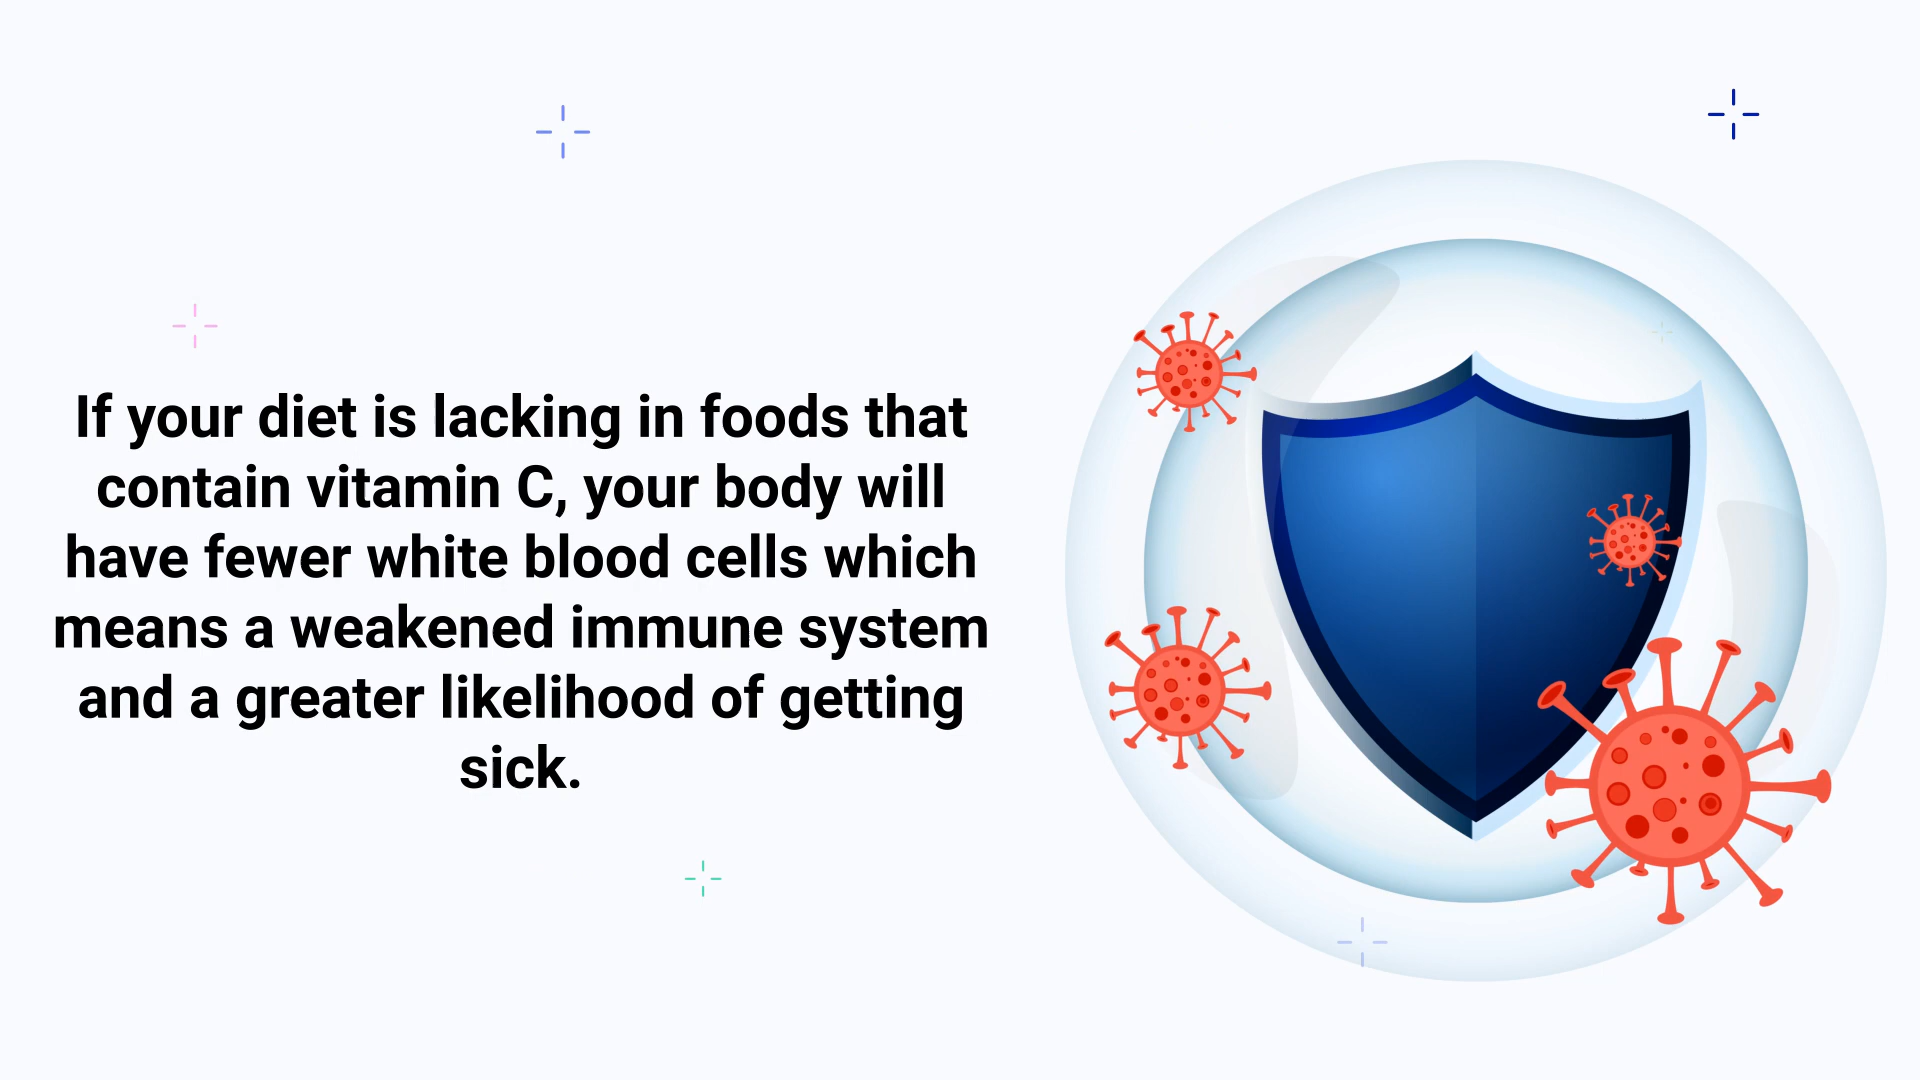 If your diet is lacking in foods that
contain vitamin C, your body will
have fewer white blood cells which
means a weakened immune system
and a greater likelihood of getting
sick.